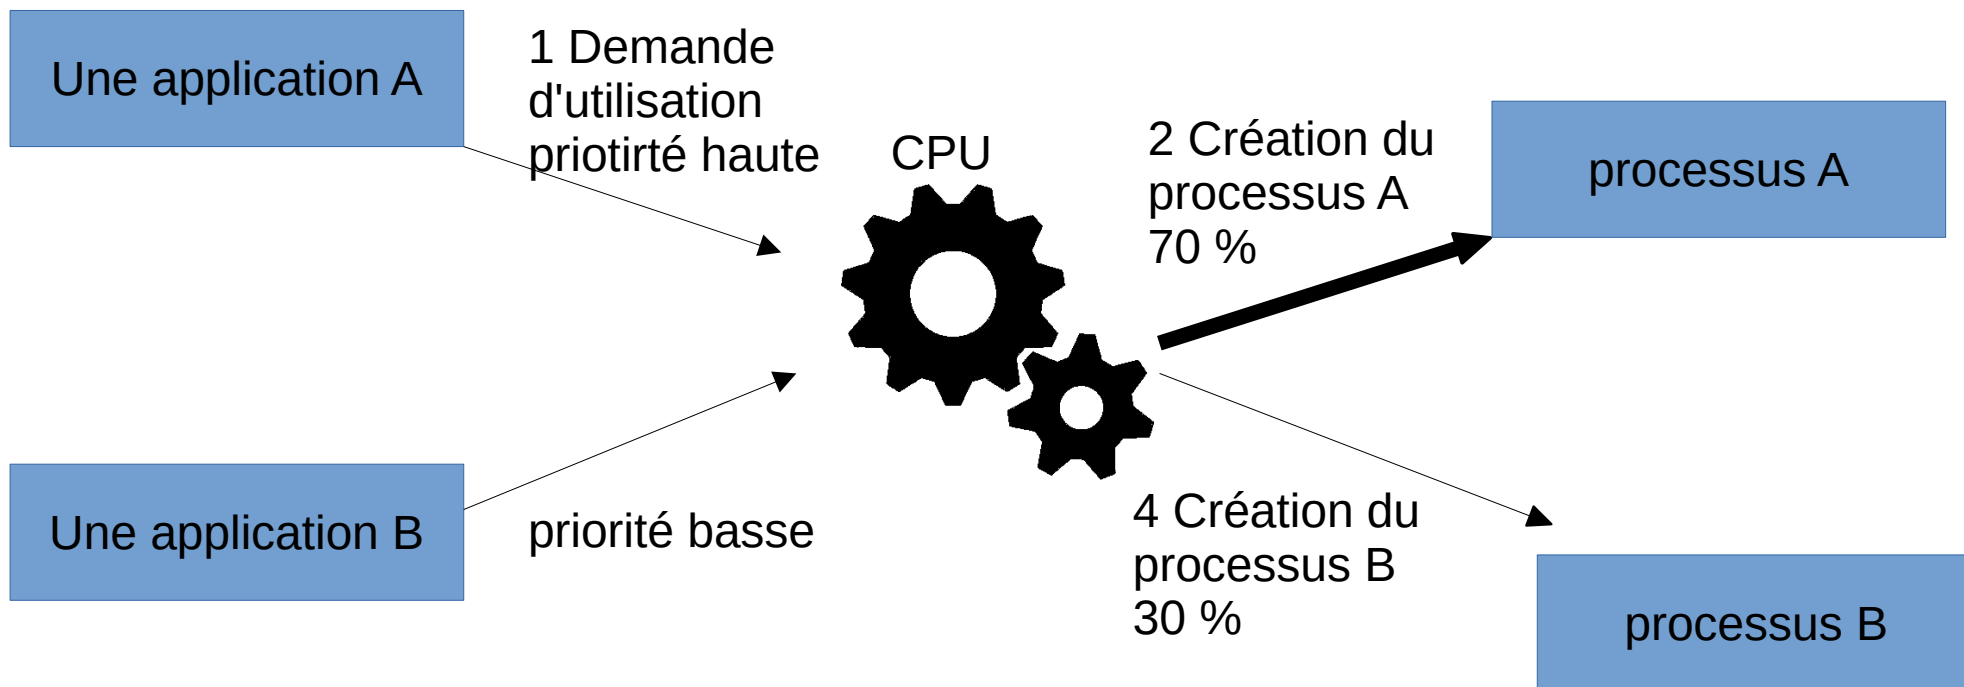 Une application A
1 Demande
d'utilisation
priotirté haute
CPU
2 Création du
processus A
70 %
processus A
Une application B
priorité basse
4 Création du
processus B
30 %
processus B